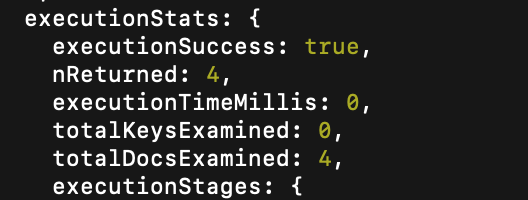 executionStats: {
executionSuccess: true,
nReturned: 4,
executionTimeMillis: 0,
totalKeysExamined: 0,
totalDocsExamined: 4,
executionStages: {